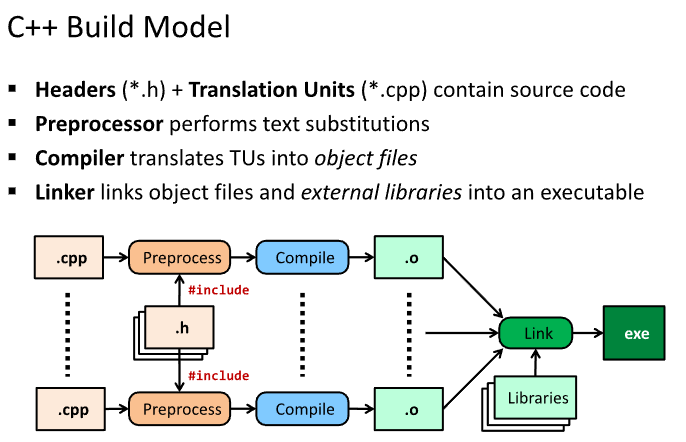 C++ Build Model
▪ Headers (*.h) + Translation Units (*.cpp) contain source code
▪ Preprocessor performs text substitutions
▪ Compiler translates TUs into object files
▪ Linker links object files and external libraries into an executable
.cpp Preprocess Compile .o
#include
.h
Link exe
#include
Libraries
.cpp Preprocess Compile .o